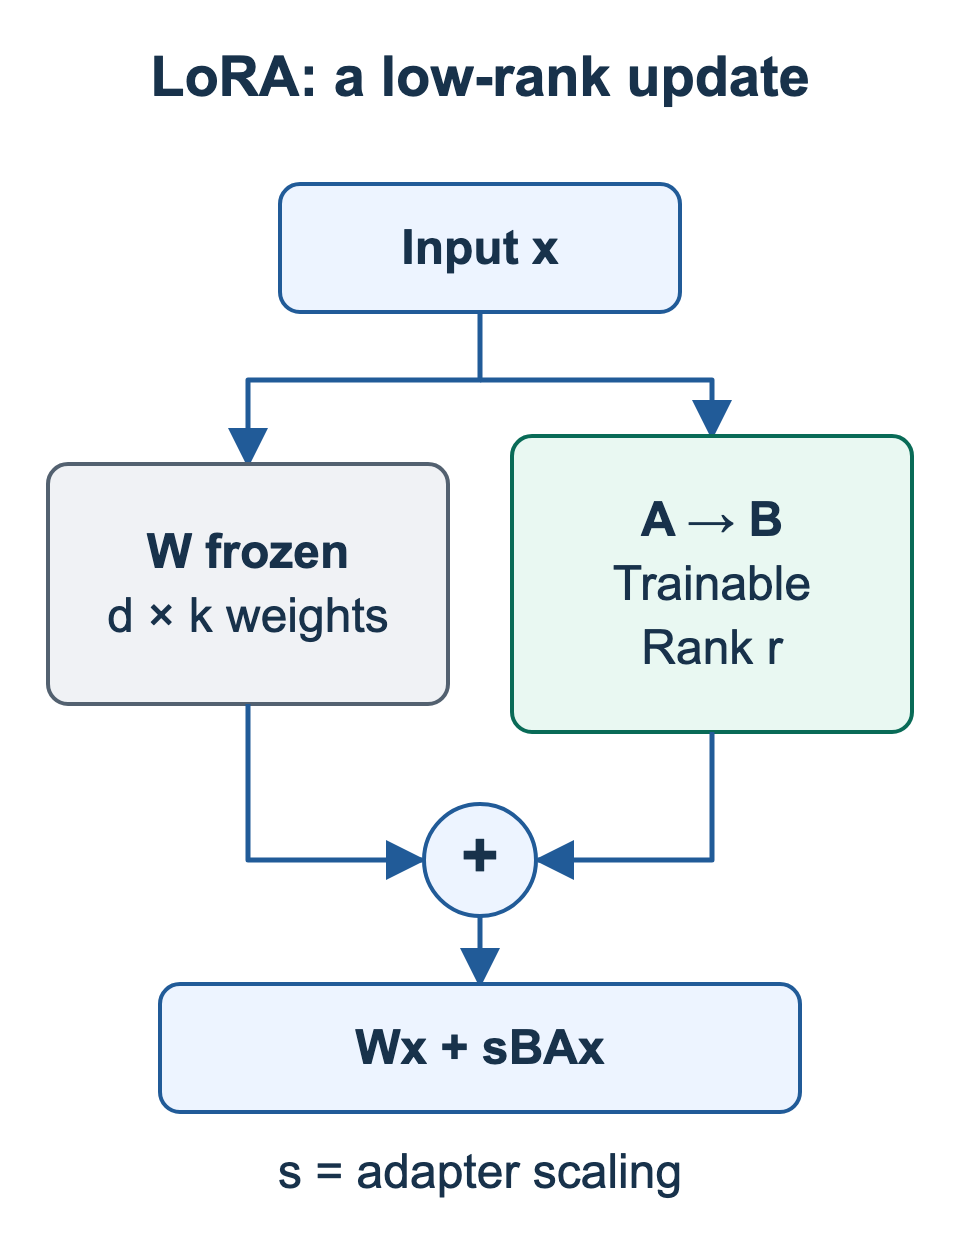 LoRA: a low-rank update
Input x
W frozen
d × k weights
A → B
Trainable
Rank r
+
Wx + sBAx
s = adapter scaling